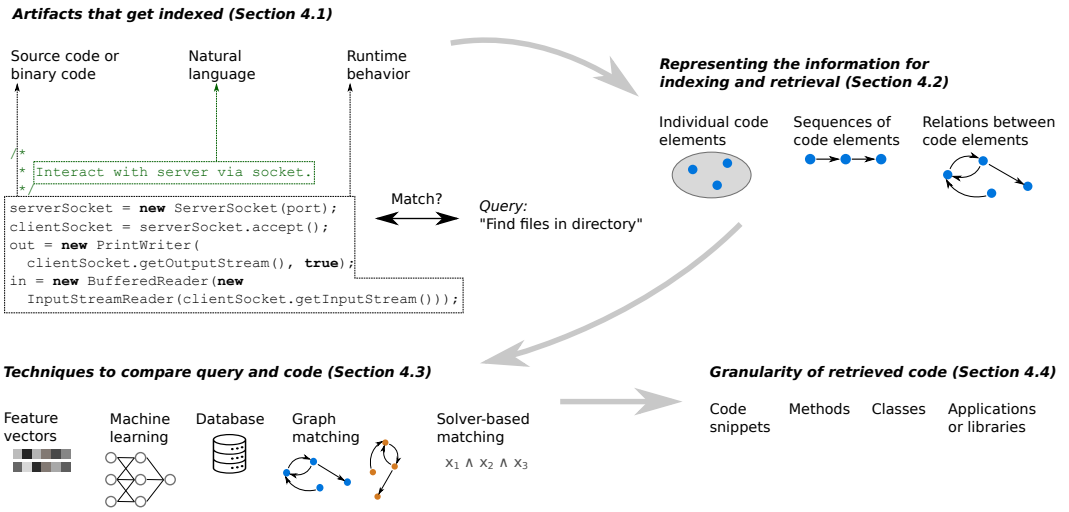 Artifacts that get indexed (Section 4.1)
Source code or
binary code
Natural
language
Runtime
behavior
/*
* Interact with server via socket.
*/
serverSocket = new ServerSocket(port);
clientSocket = serverSocket.accept();
out = new PrintWriter(
clientSocket.getOutputStream(), true);
in = new BufferedReader(new
InputStreamReader(clientSocket.getInputStream()));
Match?
Query:
"Find files in directory"
Representing the information for
indexing and retrieval (Section 4.2)
Individual code
elements
Sequences of
code elements
Relations between
code elements
Techniques to compare query and code (Section 4.3)
Feature
vectors
Machine
learning
Database
Graph
matching
Solver-based
matching
x₁ ∧ x₂ ∧ x₃
Granularity of retrieved code (Section 4.4)
Code
snippets
Methods
Classes
Applications
or libraries